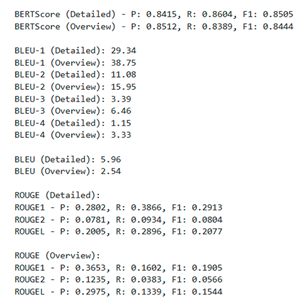 BERTScore (Detailed) - P: 0.8415, R: 0.8604, F1: 0.8505
BERTScore (Overview) - P: 0.8512, R: 0.8389, F1: 0.8444
BLEU-1 (Detailed): 29.34
BLEU-1 (Overview): 38.75
BLEU-2 (Detailed): 11.08
BLEU-2 (Overview): 15.95
BLEU-3 (Detailed): 3.39
BLEU-3 (Overview): 6.46
BLEU-4 (Detailed): 1.15
BLEU-4 (Overview): 3.33
BLEU (Detailed): 5.96
BLEU (Overview): 2.54
ROUGE (Detailed):
ROUGE1 - P: 0.2802, R: 0.3866, F1: 0.2913
ROUGE2 - P: 0.0781, R: 0.0934, F1: 0.0804
ROUGEL - P: 0.2005, R: 0.2896, F1: 0.2077
ROUGE (Overview):
ROUGE1 - P: 0.3653, R: 0.1602, F1: 0.1905
ROUGE2 - P: 0.1235, R: 0.0383, F1: 0.0566
ROUGEL - P: 0.2975, R: 0.1339, F1: 0.1544